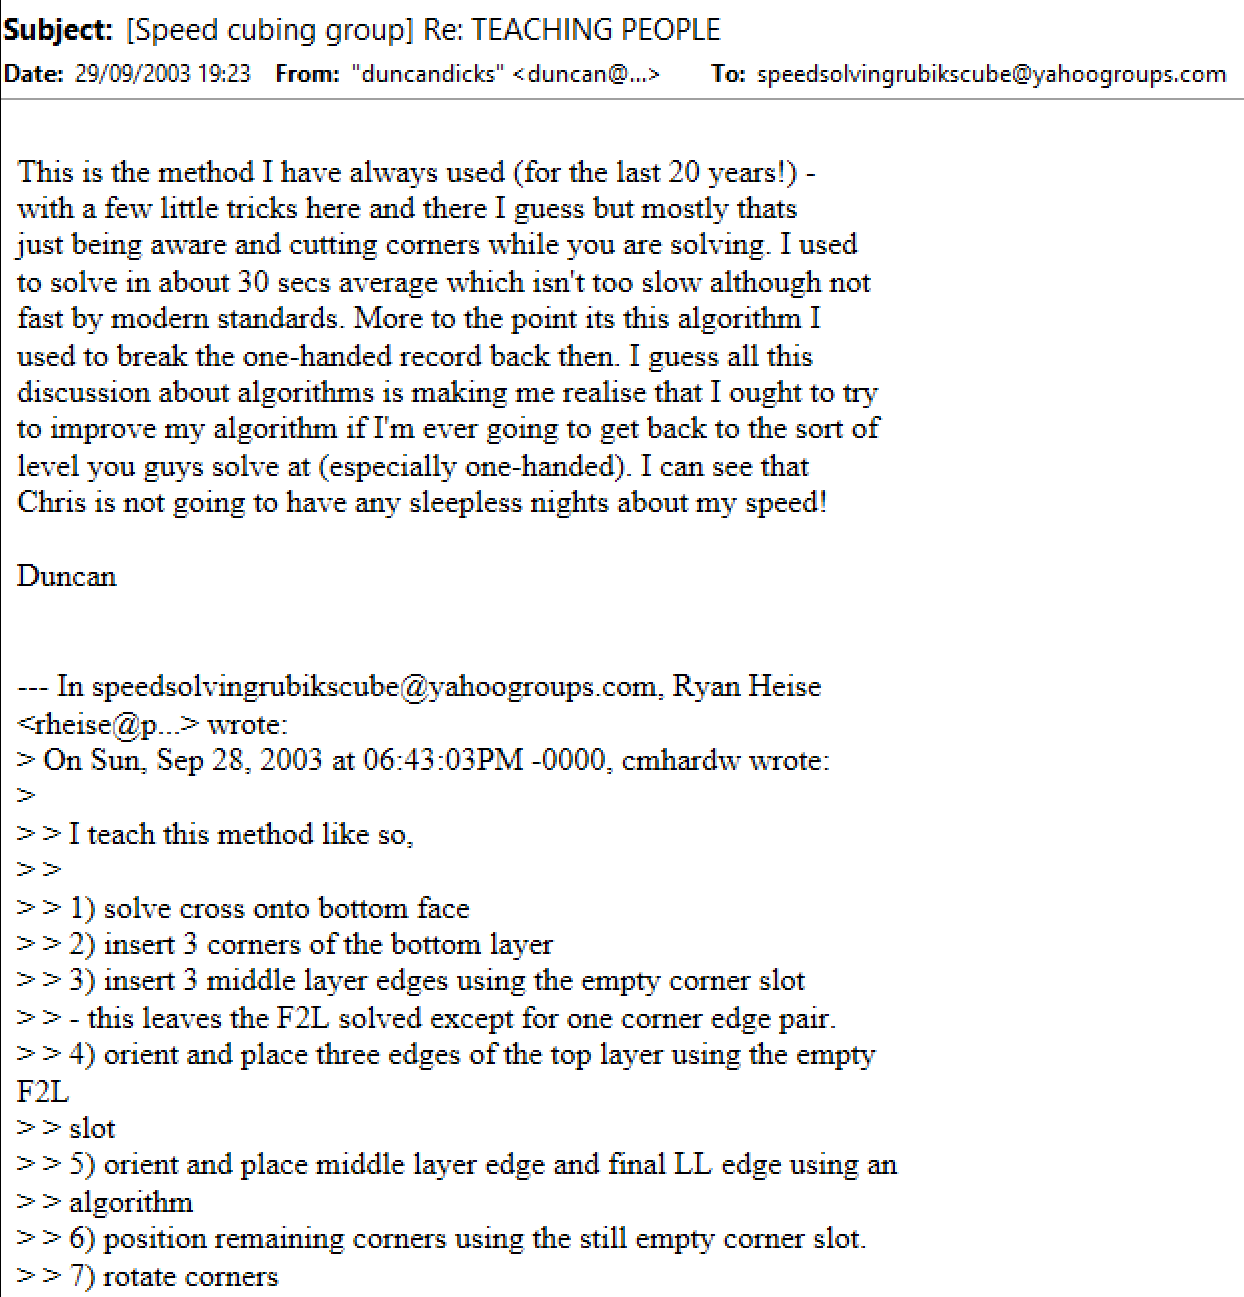 Subject: [Speed cubing group] Re: TEACHING PEOPLE
Date: 29/09/2003 19:23 From: "duncandicks" <duncan@...> To: speedsolvingrubikscube@yahoogroups.com
This is the method I have always used (for the last 20 years!) -
with a few little tricks here and there I guess but mostly thats
just being aware and cutting corners while you are solving. I used
to solve in about 30 secs average which isn't too slow although not
fast by modern standards. More to the point its this algorithm I
used to break the one-handed record back then. I guess all this
discussion about algorithms is making me realise that I ought to try
to improve my algorithm if I'm ever going to get back to the sort of
level you guys solve at (especially one-handed). I can see that
Chris is not going to have any sleepless nights about my speed!
Duncan
--- In speedsolvingrubikscube@yahoogroups.com, Ryan Heise
<rheise@p...> wrote:
> On Sun, Sep 28, 2003 at 06:43:03PM -0000, cmhardw wrote:
>
> > I teach this method like so,
> >
> > 1) solve cross onto bottom face
> > 2) insert 3 corners of the bottom layer
> > 3) insert 3 middle layer edges using the empty corner slot
> > - this leaves the F2L solved except for one corner edge pair.
> > 4) orient and place three edges of the top layer using the empty
F2L
> > slot
> > 5) orient and place middle layer edge and final LL edge using an
> > algorithm
> > 6) position remaining corners using the still empty corner slot.
> > 7) rotate corners